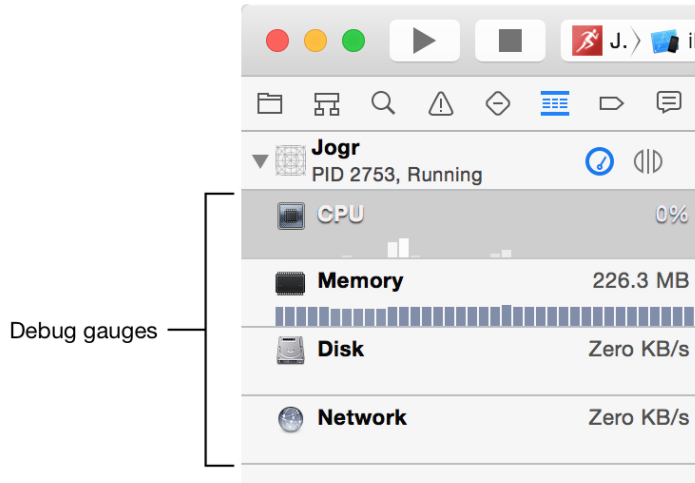 J. 〉 i
Jogr
PID 2753, Running
CPU 0%
Memory 226.3 MB
Debug gauges
Disk Zero KB/s
Network Zero KB/s